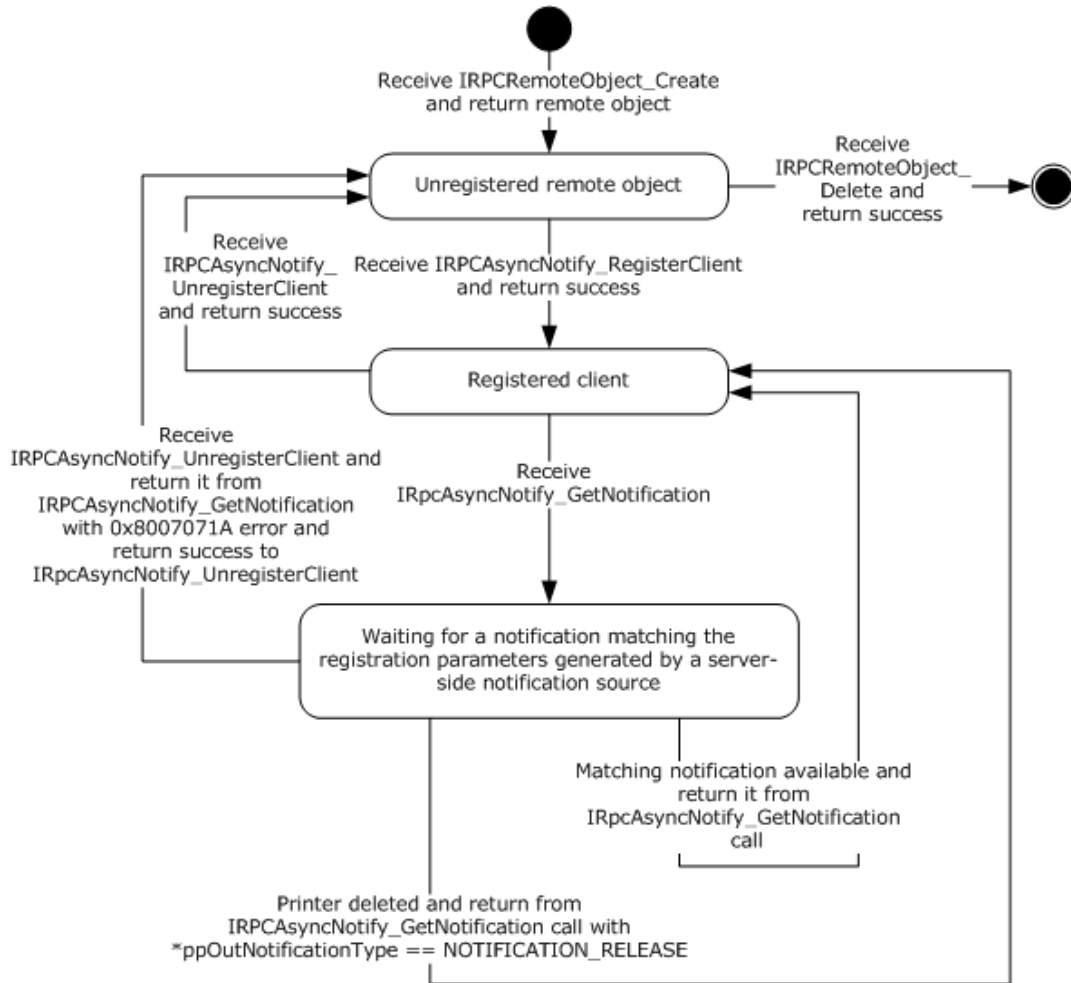 Receive IRPCRemoteObject_Create
and return remote object
Receive
IRPCRemoteObject_
Delete and
return success
Unregistered remote object
Receive
IRPCAsyncNotify_
UnregisterClient
and return success
Receive IRPCAsyncNotify_RegisterClient
and return success
Registered client
Receive
IRPCAsyncNotify_UnregisterClient and
return it from
IRPCAsyncNotify_GetNotification
with 0x8007071A error and
return success to
IRpcAsyncNotify_UnregisterClient
Receive
IRpcAsyncNotify_GetNotification
Waiting for a notification matching the
registration parameters generated by a server-
side notification source
Matching notification available and
return it from
IRpcAsyncNotify_GetNotification
call
Printer deleted and return from
IRPCAsyncNotify_GetNotification call with
*ppOutNotificationType == NOTIFICATION_RELEASE